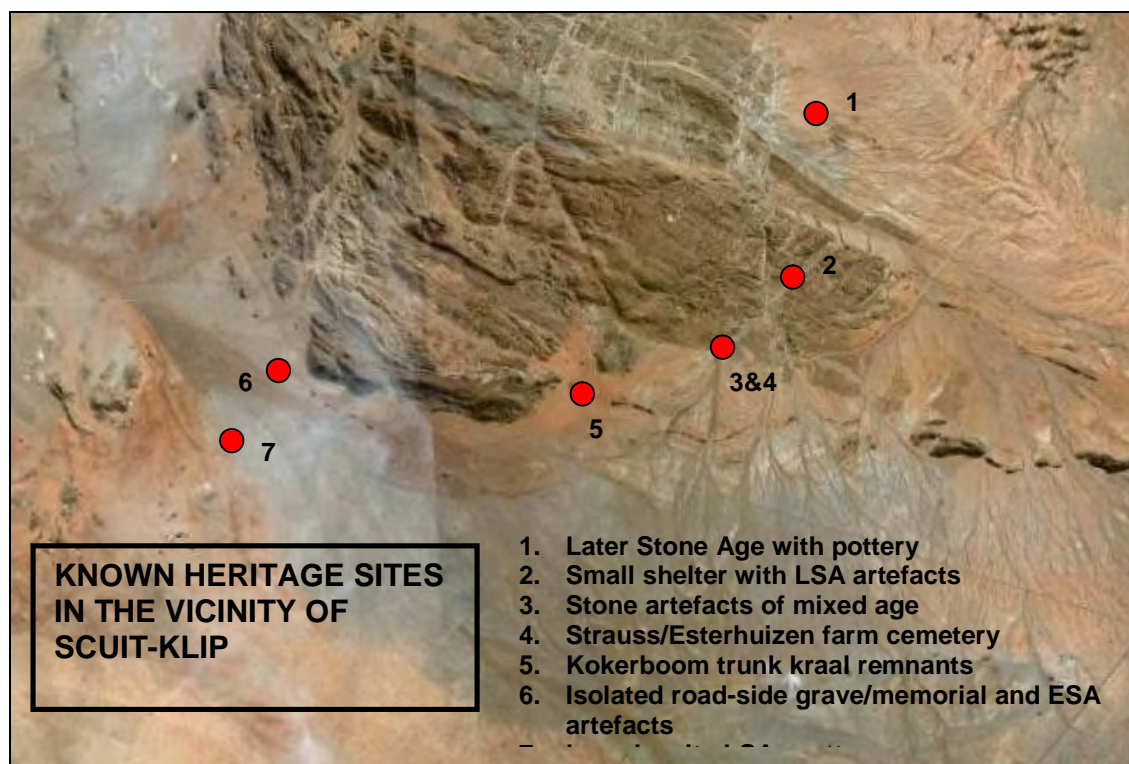 1
2
3&4
6
5
7
KNOWN HERITAGE SITES
IN THE VICINITY OF
SCUIT-KLIP
1. Later Stone Age with pottery
2. Small shelter with LSA artefacts
3. Stone artefacts of mixed age
4. Strauss/Esterhuizen farm cemetery
5. Kokerboom trunk kraal remnants
6. Isolated road-side grave/memorial and ESA
artefacts